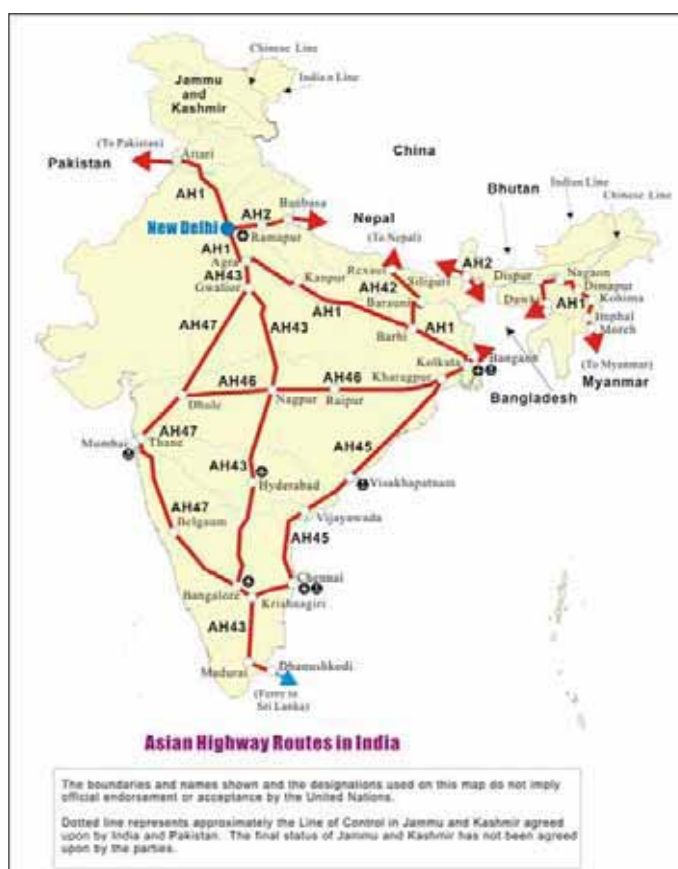 Chinese Line
Indian Line
Jammu
and
Kashmir
(To Pakistan)
Attari
Pakistan
China
AH1
Bhutan
Indian Line
Chinese Line
Banbasa
New Delhi
AH2
Nepal
Ramapur
(To Nepal)
AH1
Agra
Rexaul
Siliguri
AH2
Dispur
Nagaon
AH43
Gwalior
Kanpur
AH42
Dawki
Dimapur
Kohima
Barauni
AH1
AH1
Imphal
Moreh
AH47
AH43
Barhi
AH1
Kolkata
Bangaon
(To Myanmar)
Myanmar
Kharagpur
Bangladesh
AH46
AH46
Dhule
Nagpur
Raipur
Mumbai
Thane
AH47
AH45
AH43
Hyderabad
Visakhapatnam
AH47
Belgaum
Vijayawada
AH45
Chennai
Bangalore
Krishnagiri
AH43
Madurai
Dhanushkodi
(Ferry to
Sri Lanka)
Asian Highway Routes in India
The boundaries and names shown and the designations used on this map do not imply
official endorsement or acceptance by the United Nations.
Dotted line represents approximately the Line of Control in Jammu and Kashmir agreed
upon by India and Pakistan. The final status of Jammu and Kashmir has not been agreed
upon by the parties.